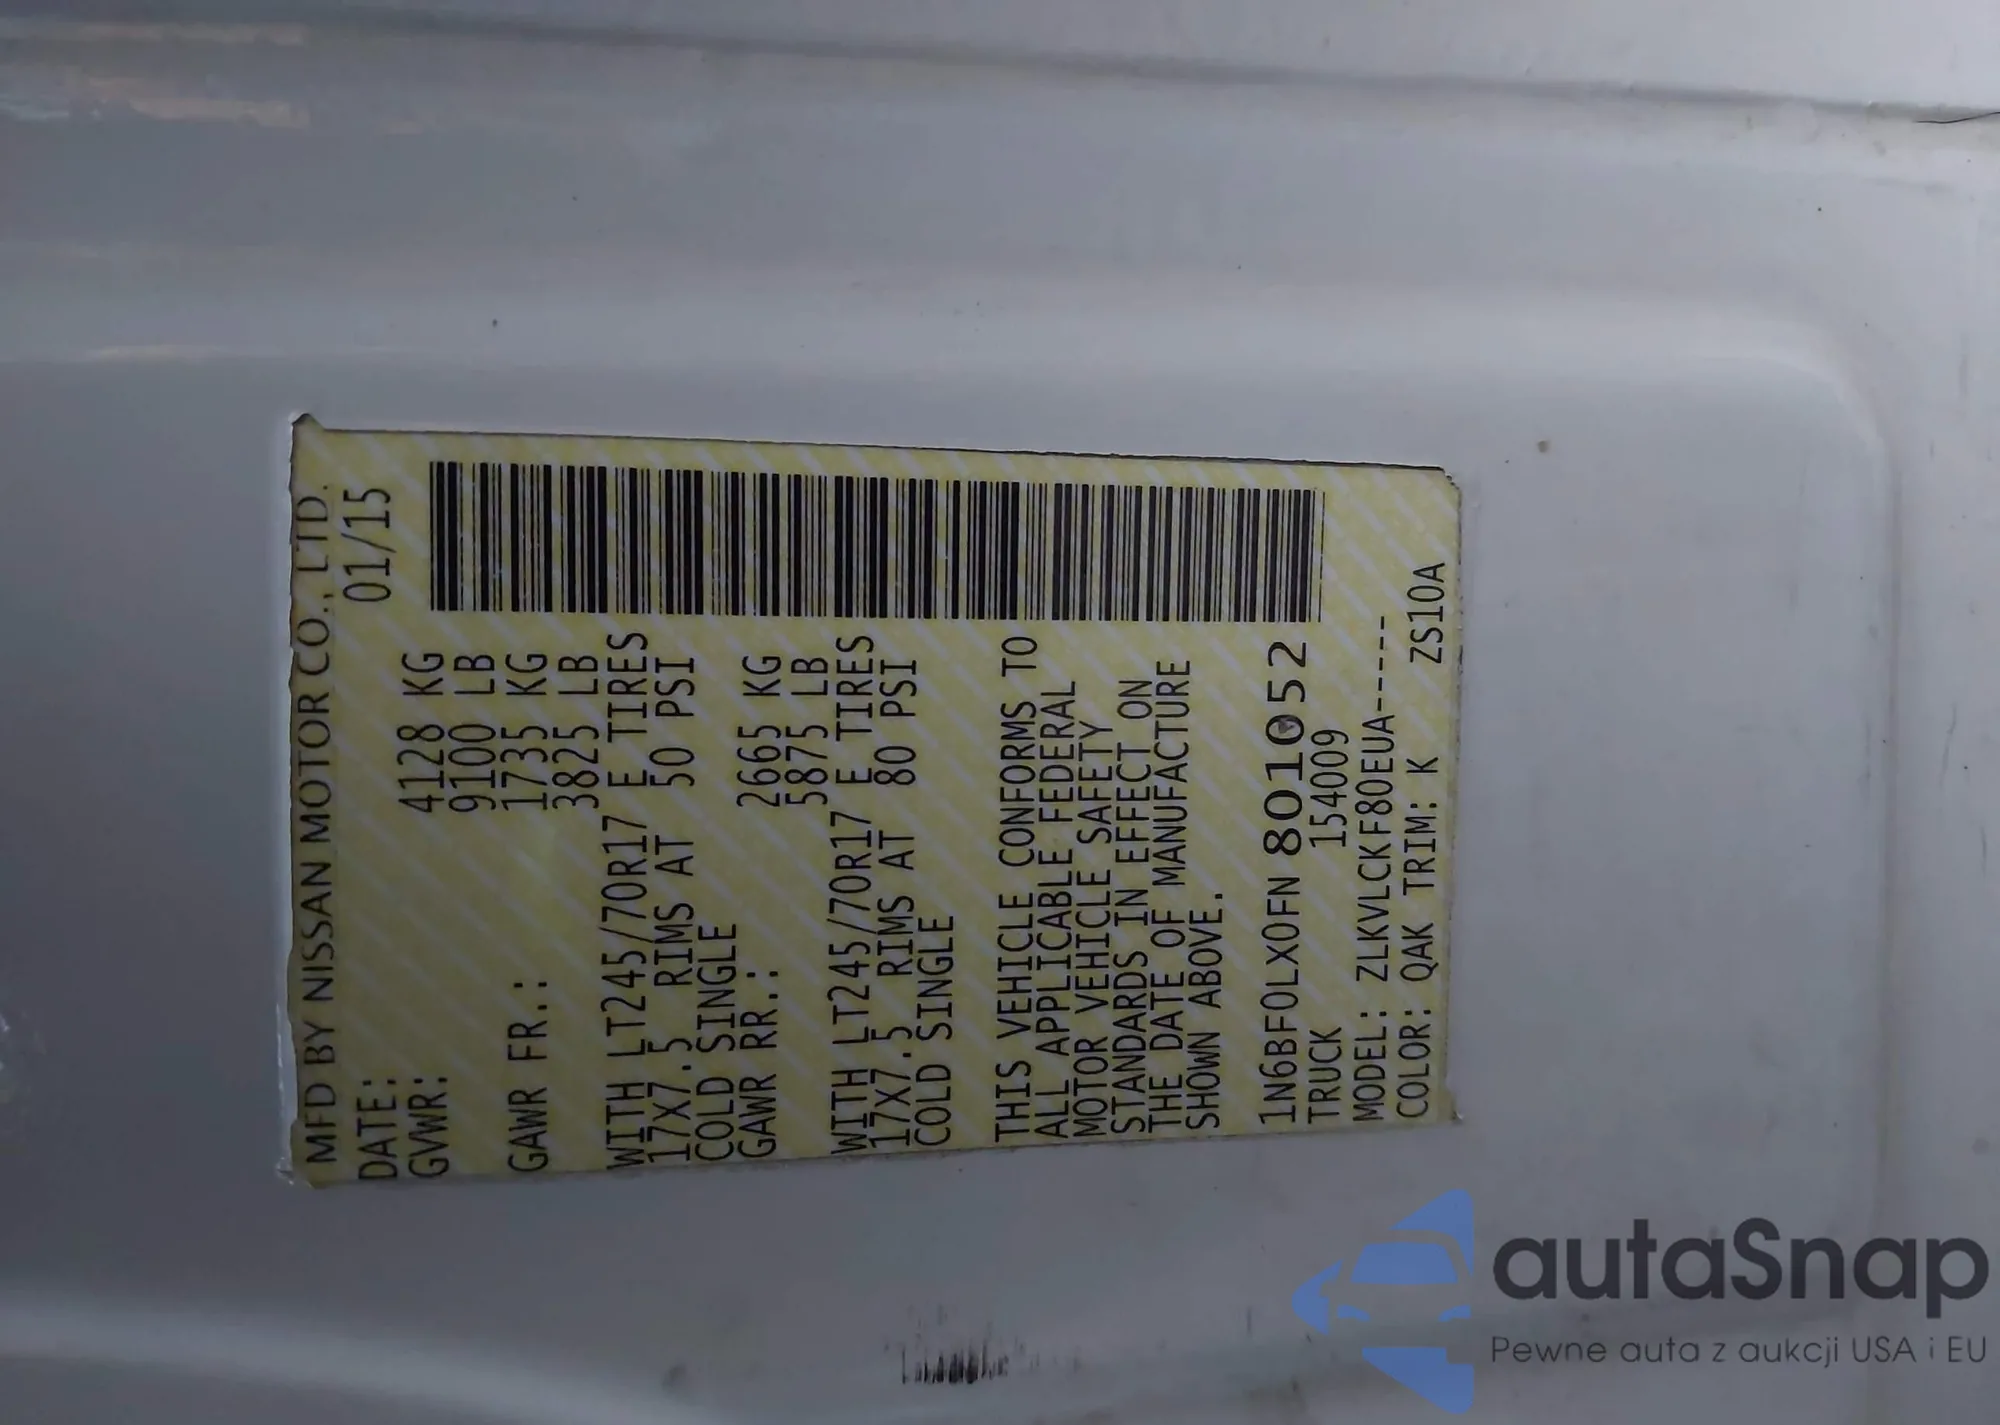 MFD BY NISSAN MOTOR CO., LTD.
DATE: 01/15
GVWR: 4128 KG
9100 LB
GAWR FR.: 1735 KG
3825 LB
WITH LT245/70R17 E TIRES
17X7.5 RIMS AT 50 PSI
COLD SINGLE
GAWR RR.: 2665 KG
5875 LB
WITH LT245/70R17 E TIRES
17X7.5 RIMS AT 80 PSI
COLD SINGLE
THIS VEHICLE CONFORMS TO
ALL APPLICABLE FEDERAL
MOTOR VEHICLE SAFETY
STANDARDS IN EFFECT ON
THE DATE OF MANUFACTURE
SHOWN ABOVE.
1N6BF0LX0FN 801052
TRUCK 154009
MODEL: ZLKVLCKF80EUA-----
COLOR: QAK TRIM: K ZS10A
autaSnap
Pewne auta z aukcji USA i EU